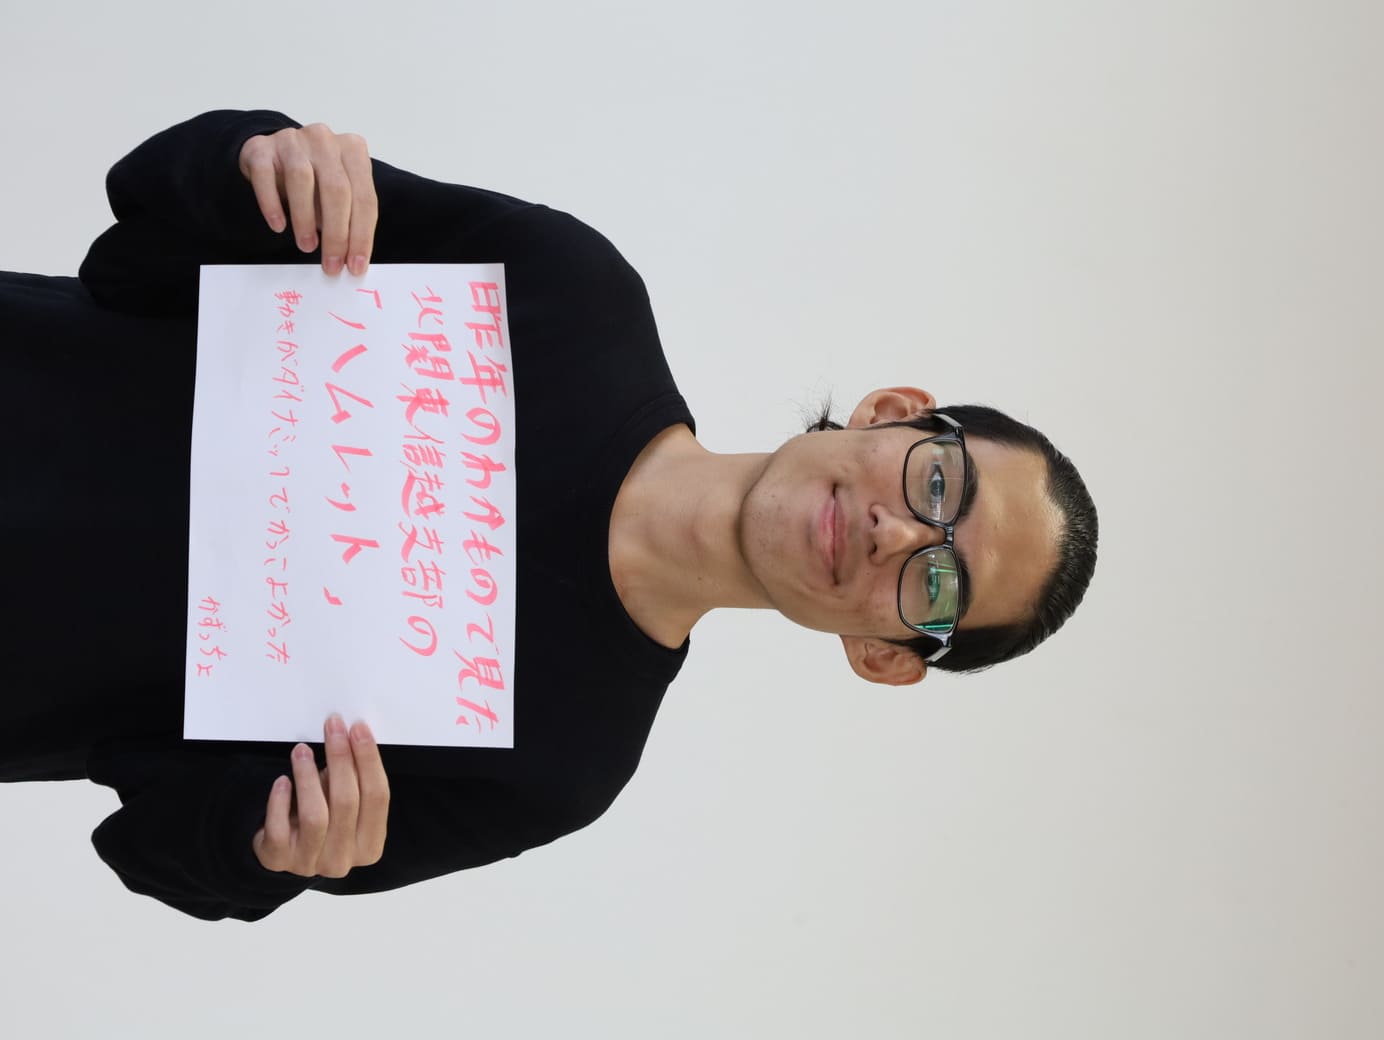 昨年のわかもので見た
北関東信越支部の
「ハムレット」
動きがダイナミックでかっこよかった
かずっちょ